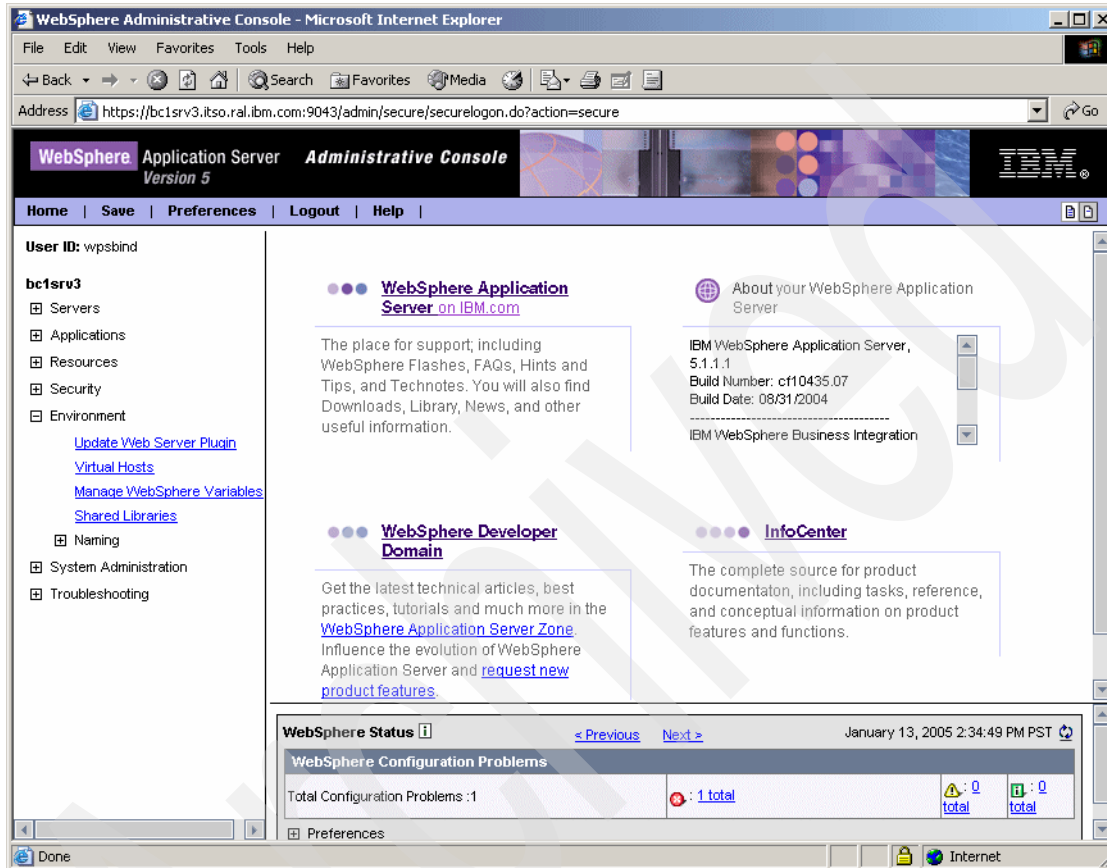 WebSphere Administrative Console - Microsoft Internet Explorer
File Edit View Favorites Tools Help
Back Search Favorites Media
Address https://bc1srv3.itso.ral.ibm.com:9043/admin/secure/securelogon.do?action=secure Go
WebSphere Application Server Administrative Console
Version 5
IBM®
Home | Save | Preferences | Logout | Help |
User ID: wpsbind
bc1srv3
Servers
Applications
Resources
Security
Environment
Update Web Server Plugin
Virtual Hosts
Manage WebSphere Variables
Shared Libraries
Naming
System Administration
Troubleshooting
WebSphere Application
Server on IBM.com
The place for support; including
WebSphere Flashes, FAQs, Hints and
Tips, and Technotes. You will also find
Downloads, Library, News, and other
useful information.
About your WebSphere Application
Server
IBM WebSphere Application Server,
5.1.1.1
Build Number: cf10435.07
Build Date: 08/31/2004
---------------------------------------
IBM WebSphere Business Integration
WebSphere Developer
Domain
Get the latest technical articles, best
practices, tutorials and much more in the
WebSphere Application Server Zone.
Influence the evolution of WebSphere
Application Server and request new
product features.
InfoCenter
The complete source for product
documentaton, including tasks, reference,
and conceptual information on product
features and functions.
WebSphere Status < Previous Next > January 13, 2005 2:34:49 PM PST
WebSphere Configuration Problems
Total Configuration Problems :1 : 1 total : 0 total : 0 total
Preferences
Done Internet